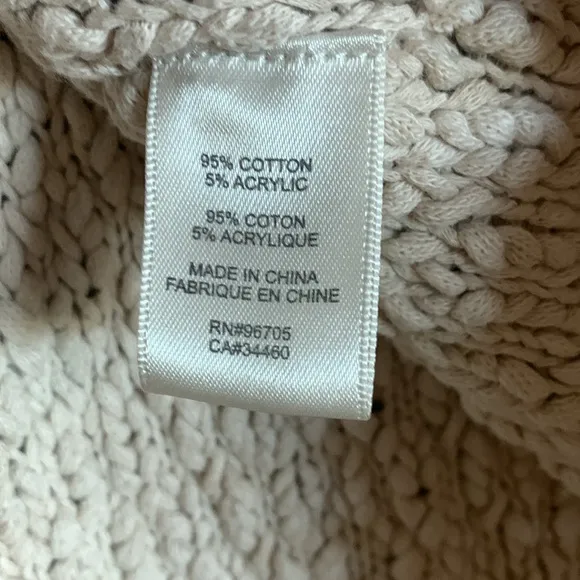 95% COTTON
5% ACRYLIC
95% COTON
5% ACRYLIQUE
MADE IN CHINA
FABRIQUE EN CHINE
RN#96705
CA#34460